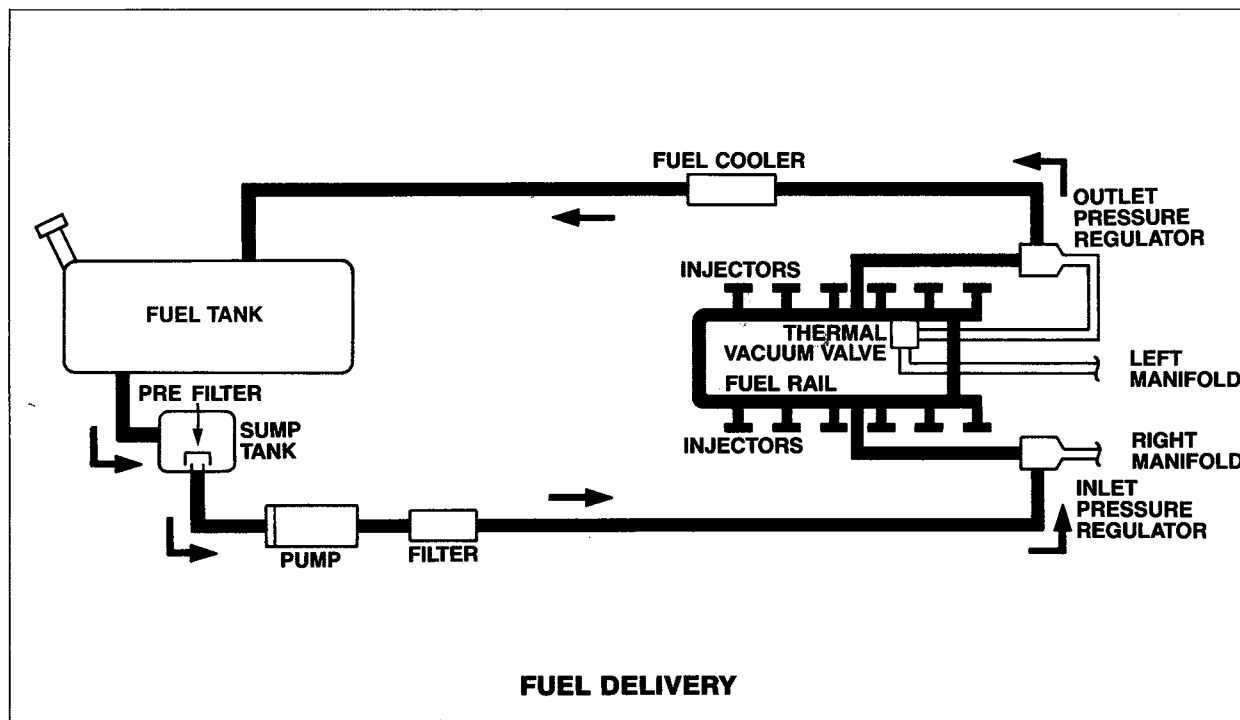 FUEL COOLER
OUTLET
PRESSURE
REGULATOR
INJECTORS
FUEL TANK
THERMAL
VACUUM VALVE
LEFT
MANIFOLD
FUEL RAIL
PRE FILTER
SUMP
TANK
INJECTORS
RIGHT
MANIFOLD
INLET
PRESSURE
REGULATOR
PUMP
FILTER
FUEL DELIVERY